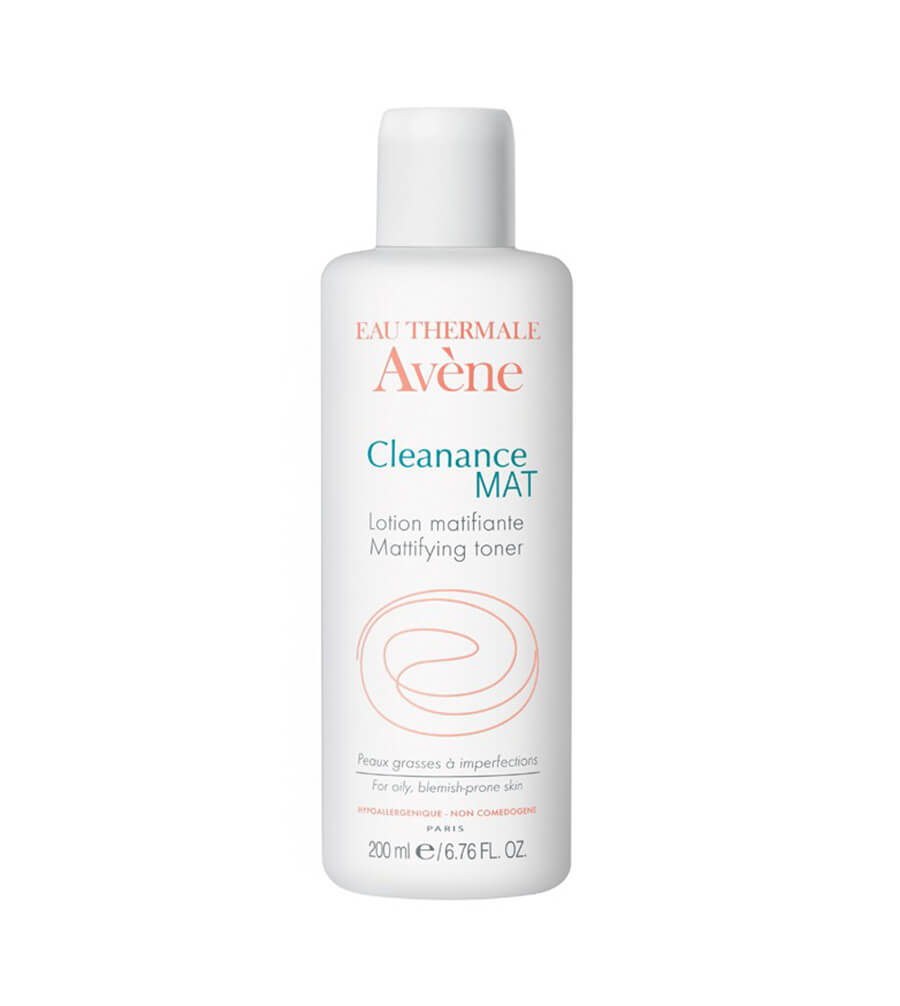 EAU THERMALE
Avène
Cleanance
MAT
Lotion matifiante
Mattifying toner
Peaux grasses à imperfections
For oily, blemish-prone skin
HYPOALLERGENIQUE - NON COMEDOGENE
PARIS
200 ml e/6.76 FL. OZ.